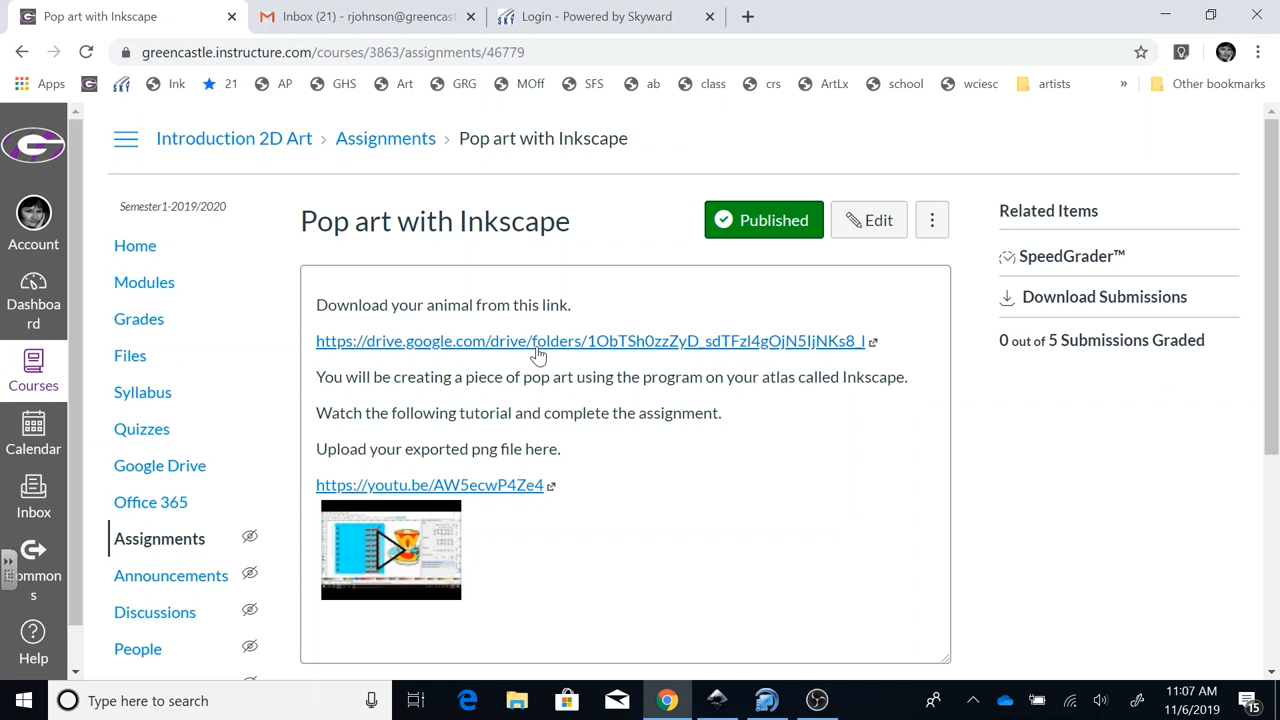 Pop art with Inkscape
Inbox (21) - rjohnson@greencast
Login - Powered by Skyward
greencastle.instructure.com/courses/3863/assignments/46779
Apps
Ink
21
AP
GHS
Art
GRG
MOff
SFS
ab
class
crs
ArtLx
school
wciesc
artists
»
Other bookmarks
Introduction 2D Art > Assignments > Pop art with Inkscape
Account
Dashboa
rd
Courses
Calendar
Inbox
ommon
s
Help
Semester1-2019/2020
Home
Modules
Grades
Files
Syllabus
Quizzes
Google Drive
Office 365
Assignments
Announcements
Discussions
People
Pop art with Inkscape
Published
Edit
Download your animal from this link.
https://drive.google.com/drive/folders/1ObTSh0zzZyD_sdTFzl4gOjN5IjNKs8_I
You will be creating a piece of pop art using the program on your atlas called Inkscape.
Watch the following tutorial and complete the assignment.
Upload your exported png file here.
https://youtu.be/AW5ecwP4Ze4
Related Items
SpeedGrader™
Download Submissions
0 out of 5 Submissions Graded
Type here to search
11:07 AM
11/6/2019
15